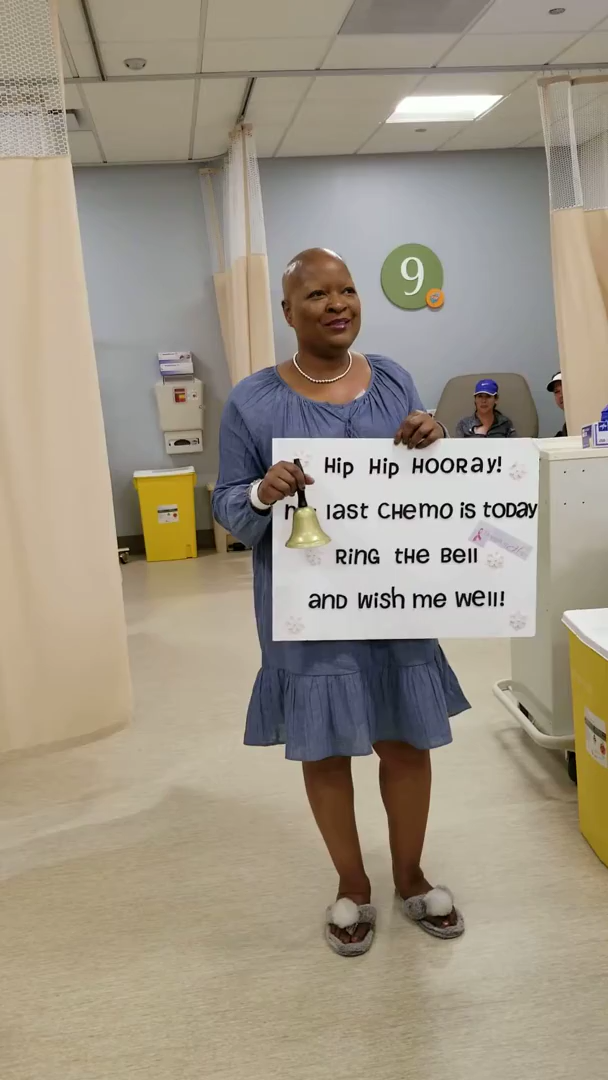 9
Hip Hip HOORay!
last CHemo is today
RiNG tHe Bell
aNd wisH me well!